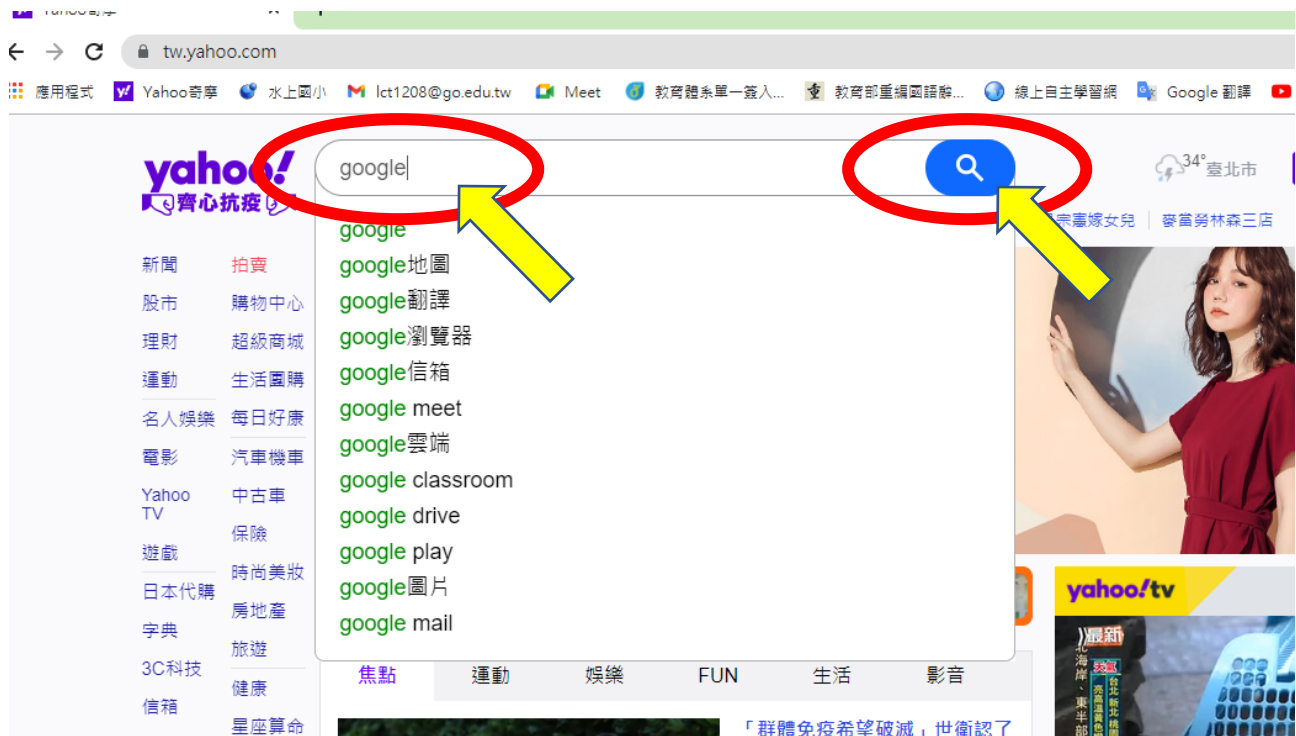 tw.yahoo.com
應用程式 Yahoo奇摩 水上國小 lct1208@go.edu.tw Meet 教育體系單一簽入... 教育部重編國語辭... 線上自主學習網 Google 翻譯
yahoo!
齊心抗疫
google
34° 臺北市
宗憲嫁女兒 麥當勞林森三店
google
google地圖
google翻譯
google瀏覽器
google信箱
google meet
google雲端
google classroom
google drive
google play
google圖片
google mail
新聞 拍賣
股市 購物中心
理財 超級商城
運動 生活團購
名人娛樂 每日好康
電影 汽車機車
Yahoo TV 中古車
保險
遊戲
時尚美妝
日本代購
房地產
字典
旅遊
3C科技
健康
信箱
星座算命
焦點 運動 娛樂 FUN 生活 影音
「群體免疫希望破滅」世衛認了
yahoo!tv
最新
天氣
北海岸、東半部